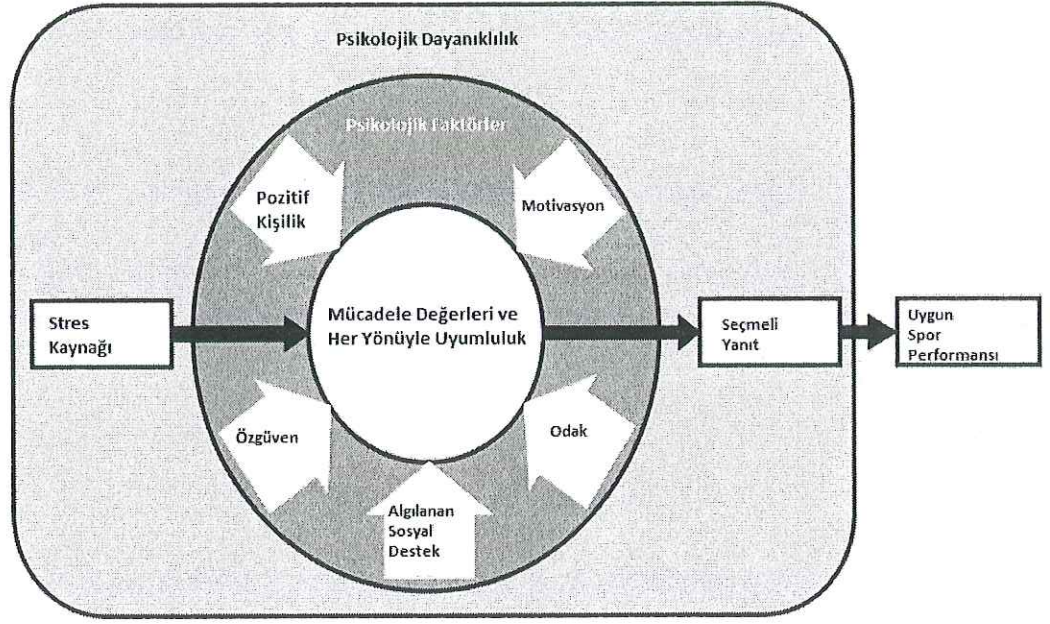 Psikolojik Dayanıklılık
Psikolojik Faktörler
Pozitif
Kişilik
Motivasyon
Stres
Kaynağı
Mücadele Değerleri ve
Her Yönüyle Uyumluluk
Seçmeli
Yanıt
Uygun
Spor
Performansı
Özgüven
Odak
Algılanan
Sosyal
Destek